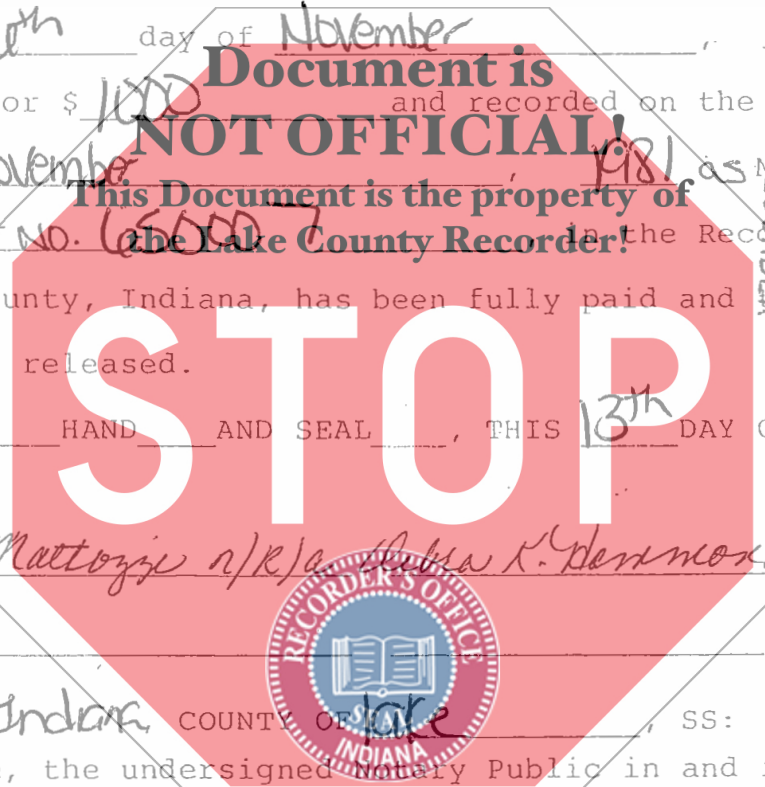 day of November,
Document is
or $ 1000 and recorded on the
NOT OFFICIAL!
1981 as
This Document is the property of
No. 650007, in the
the Lake County Recorder!
unty, Indiana, has been fully paid and
released.
STOP
HAND AND SEAL, THIS 13th DAY
n/k/a Debra K.
RECORDER'S OFFICE
SEAL
INDIANA
Indiana, COUNTY OF lake, SS:
, the undersigned Notary Public in and